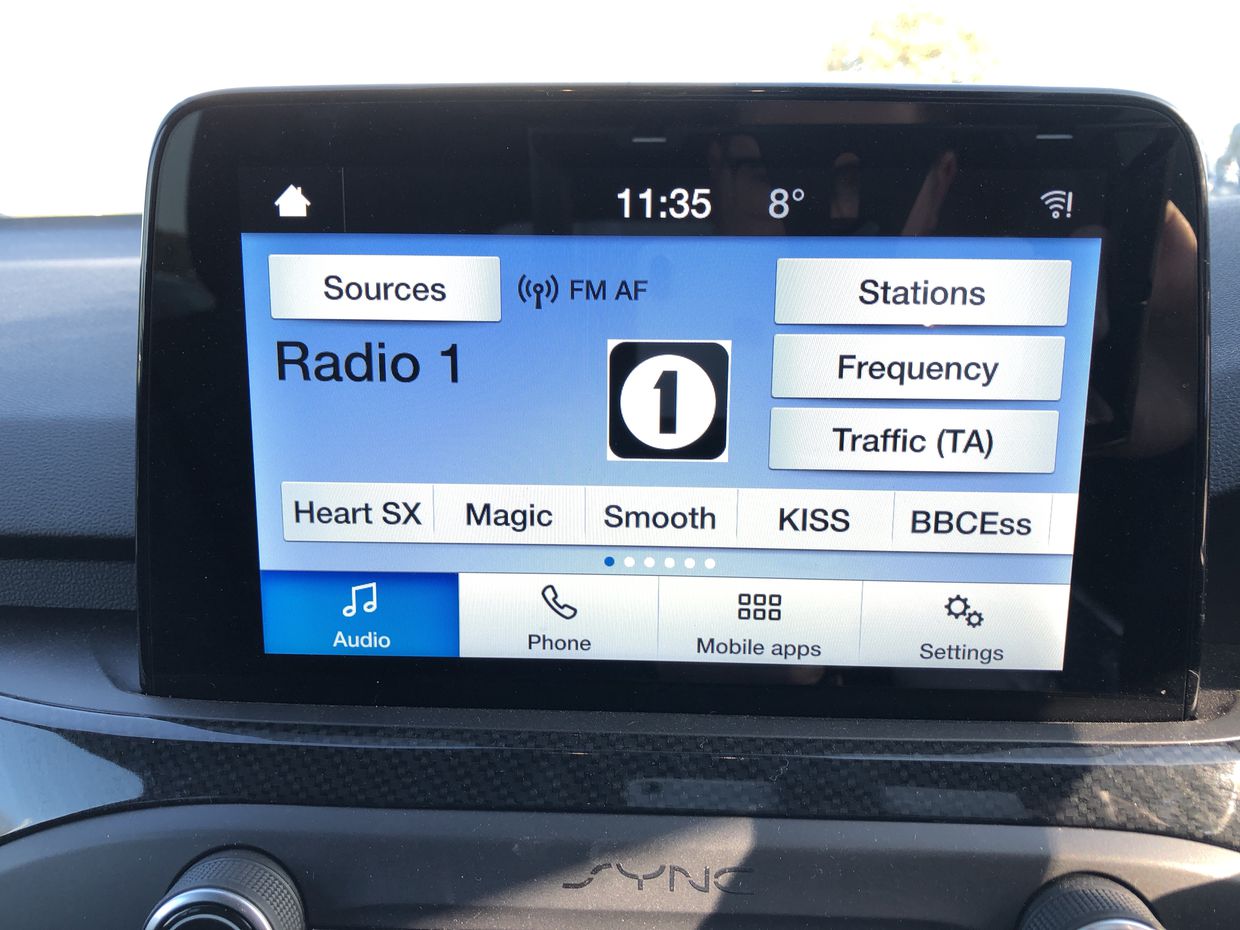 11:35 8°
Sources FM AF Stations
Radio 1 1 Frequency
Traffic (TA)
Heart SX Magic Smooth KISS BBCEss
Audio Phone Mobile apps Settings
SYNC